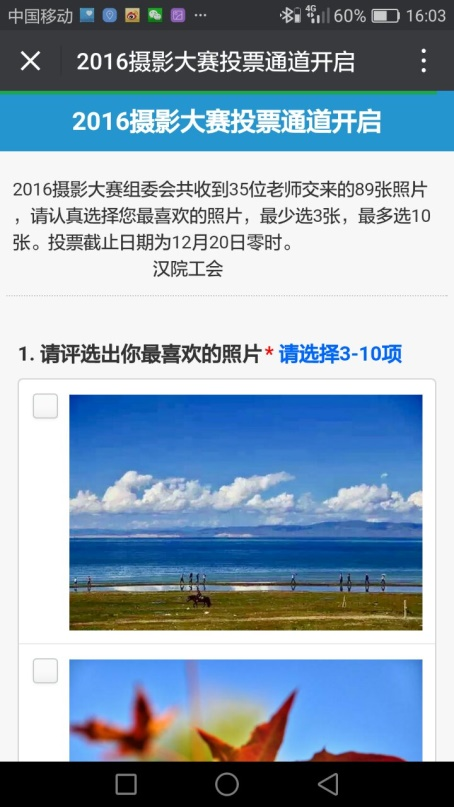 中国移动 ... 4G 60% 16:03
2016摄影大赛投票通道开启
2016摄影大赛投票通道开启
2016摄影大赛组委会共收到35位老师交来的89张照片
，请认真选择您最喜欢的照片，最少选3张，最多选10
张。投票截止日期为12月20日零时。
汉院工会
1. 请评选出你最喜欢的照片* 请选择3-10项